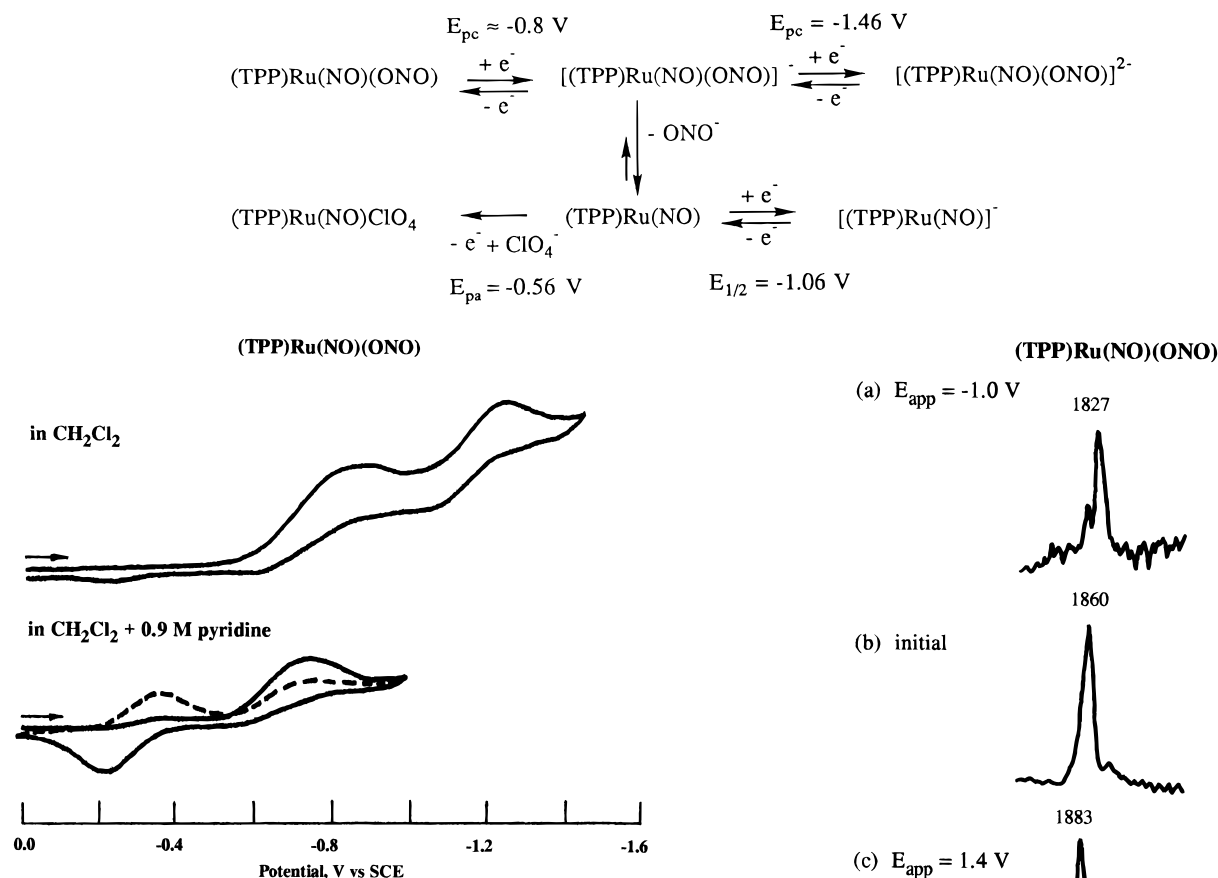 E_pc ≈ -0.8 V E_pc = -1.46 V
(TPP)Ru(NO)(ONO) + e⁻ [(TPP)Ru(NO)(ONO)]⁻ + e⁻ [(TPP)Ru(NO)(ONO)]²⁻
- e⁻ - e⁻
- ONO⁻
(TPP)Ru(NO)ClO₄ (TPP)Ru(NO) + e⁻ [(TPP)Ru(NO)]⁻
- e⁻ + ClO₄⁻ - e⁻
E_pa = -0.56 V E_1/2 = -1.06 V
(TPP)Ru(NO)(ONO)
in CH₂Cl₂
in CH₂Cl₂ + 0.9 M pyridine
0.0 -0.4 -0.8 -1.2 -1.6
Potential, V vs SCE
(TPP)Ru(NO)(ONO)
(a) E_app = -1.0 V
1827
1860
(b) initial
1883
(c) E_app = 1.4 V